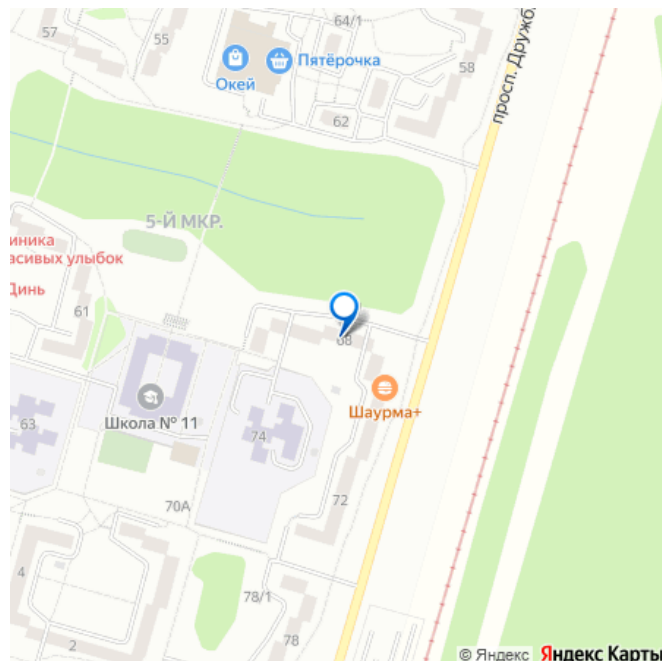 64/1
57
55
Пятёрочка
Окей
58
просп. Дружб
62
5-Й МКР.
иника
асивых улыбок
Динь
61
68
Шаурма+
Школа № 11
63
74
72
70А
4
78/1
2
78
© Яндекс Яндекс Карты